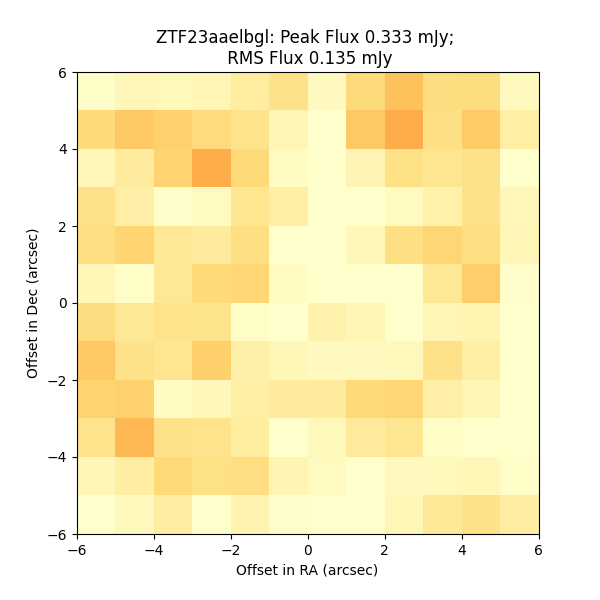 ZTF23aaelbgl: Peak Flux 0.333 mJy;
RMS Flux 0.135 mJy
6
4
2
0
−2
−4
−6
Offset in Dec (arcsec)
−6 −4 −2 0 2 4 6
Offset in RA (arcsec)